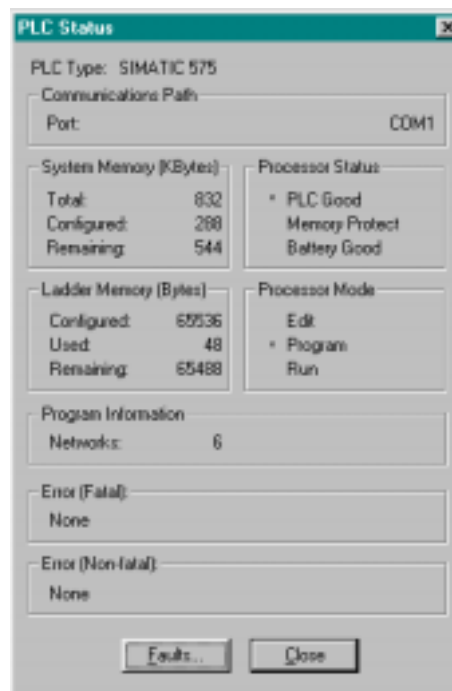 PLC Status
PLC Type: SIMATIC 575
Communications Path
Port: COM1
System Memory (KBytes)
Total: 832
Configured: 288
Remaining: 544
Processor Status
* PLC Good
Memory Protect
Battery Good
Ladder Memory (Bytes)
Configured: 65536
Used: 48
Remaining: 65488
Processor Mode
Edit
* Program
Run
Program Information
Networks: 6
Error (Fatal):
None
Error (Non-fatal):
None
Faults... Close